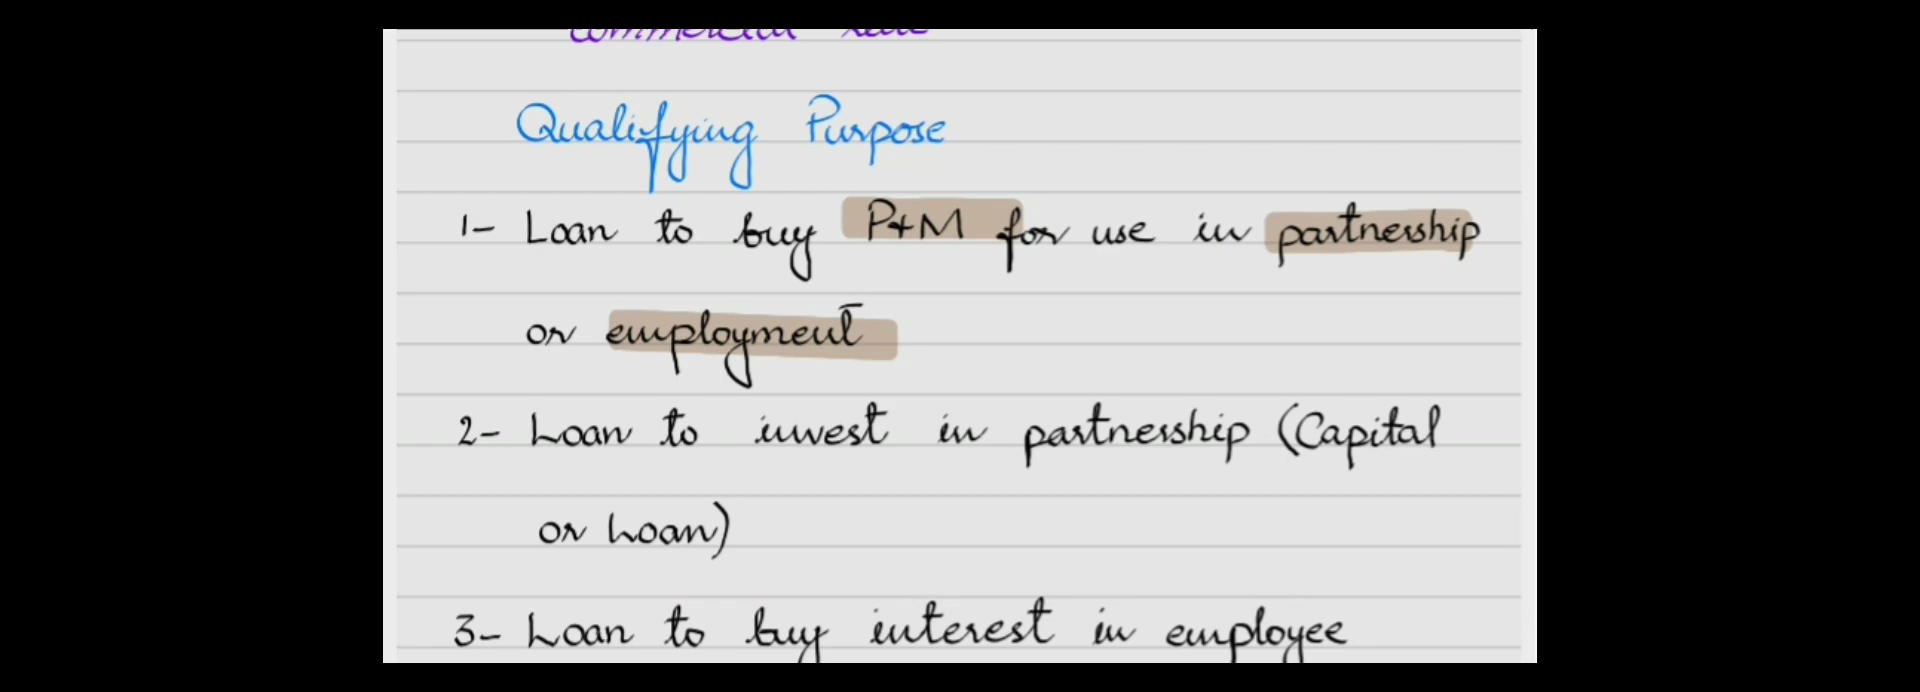 commercial
Qualifying Purpose
1- Loan to buy P+M for use in partnership
or employment
2- Loan to invest in partnership (Capital
or Loan)
3- Loan to buy interest in employee